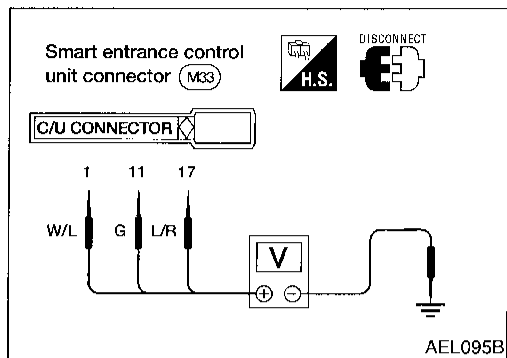 Smart entrance control
unit connector (M33)
H.S.
DISCONNECT
C/U CONNECTOR
1 11 17
W/L G L/R
V
+ -
AEL095B